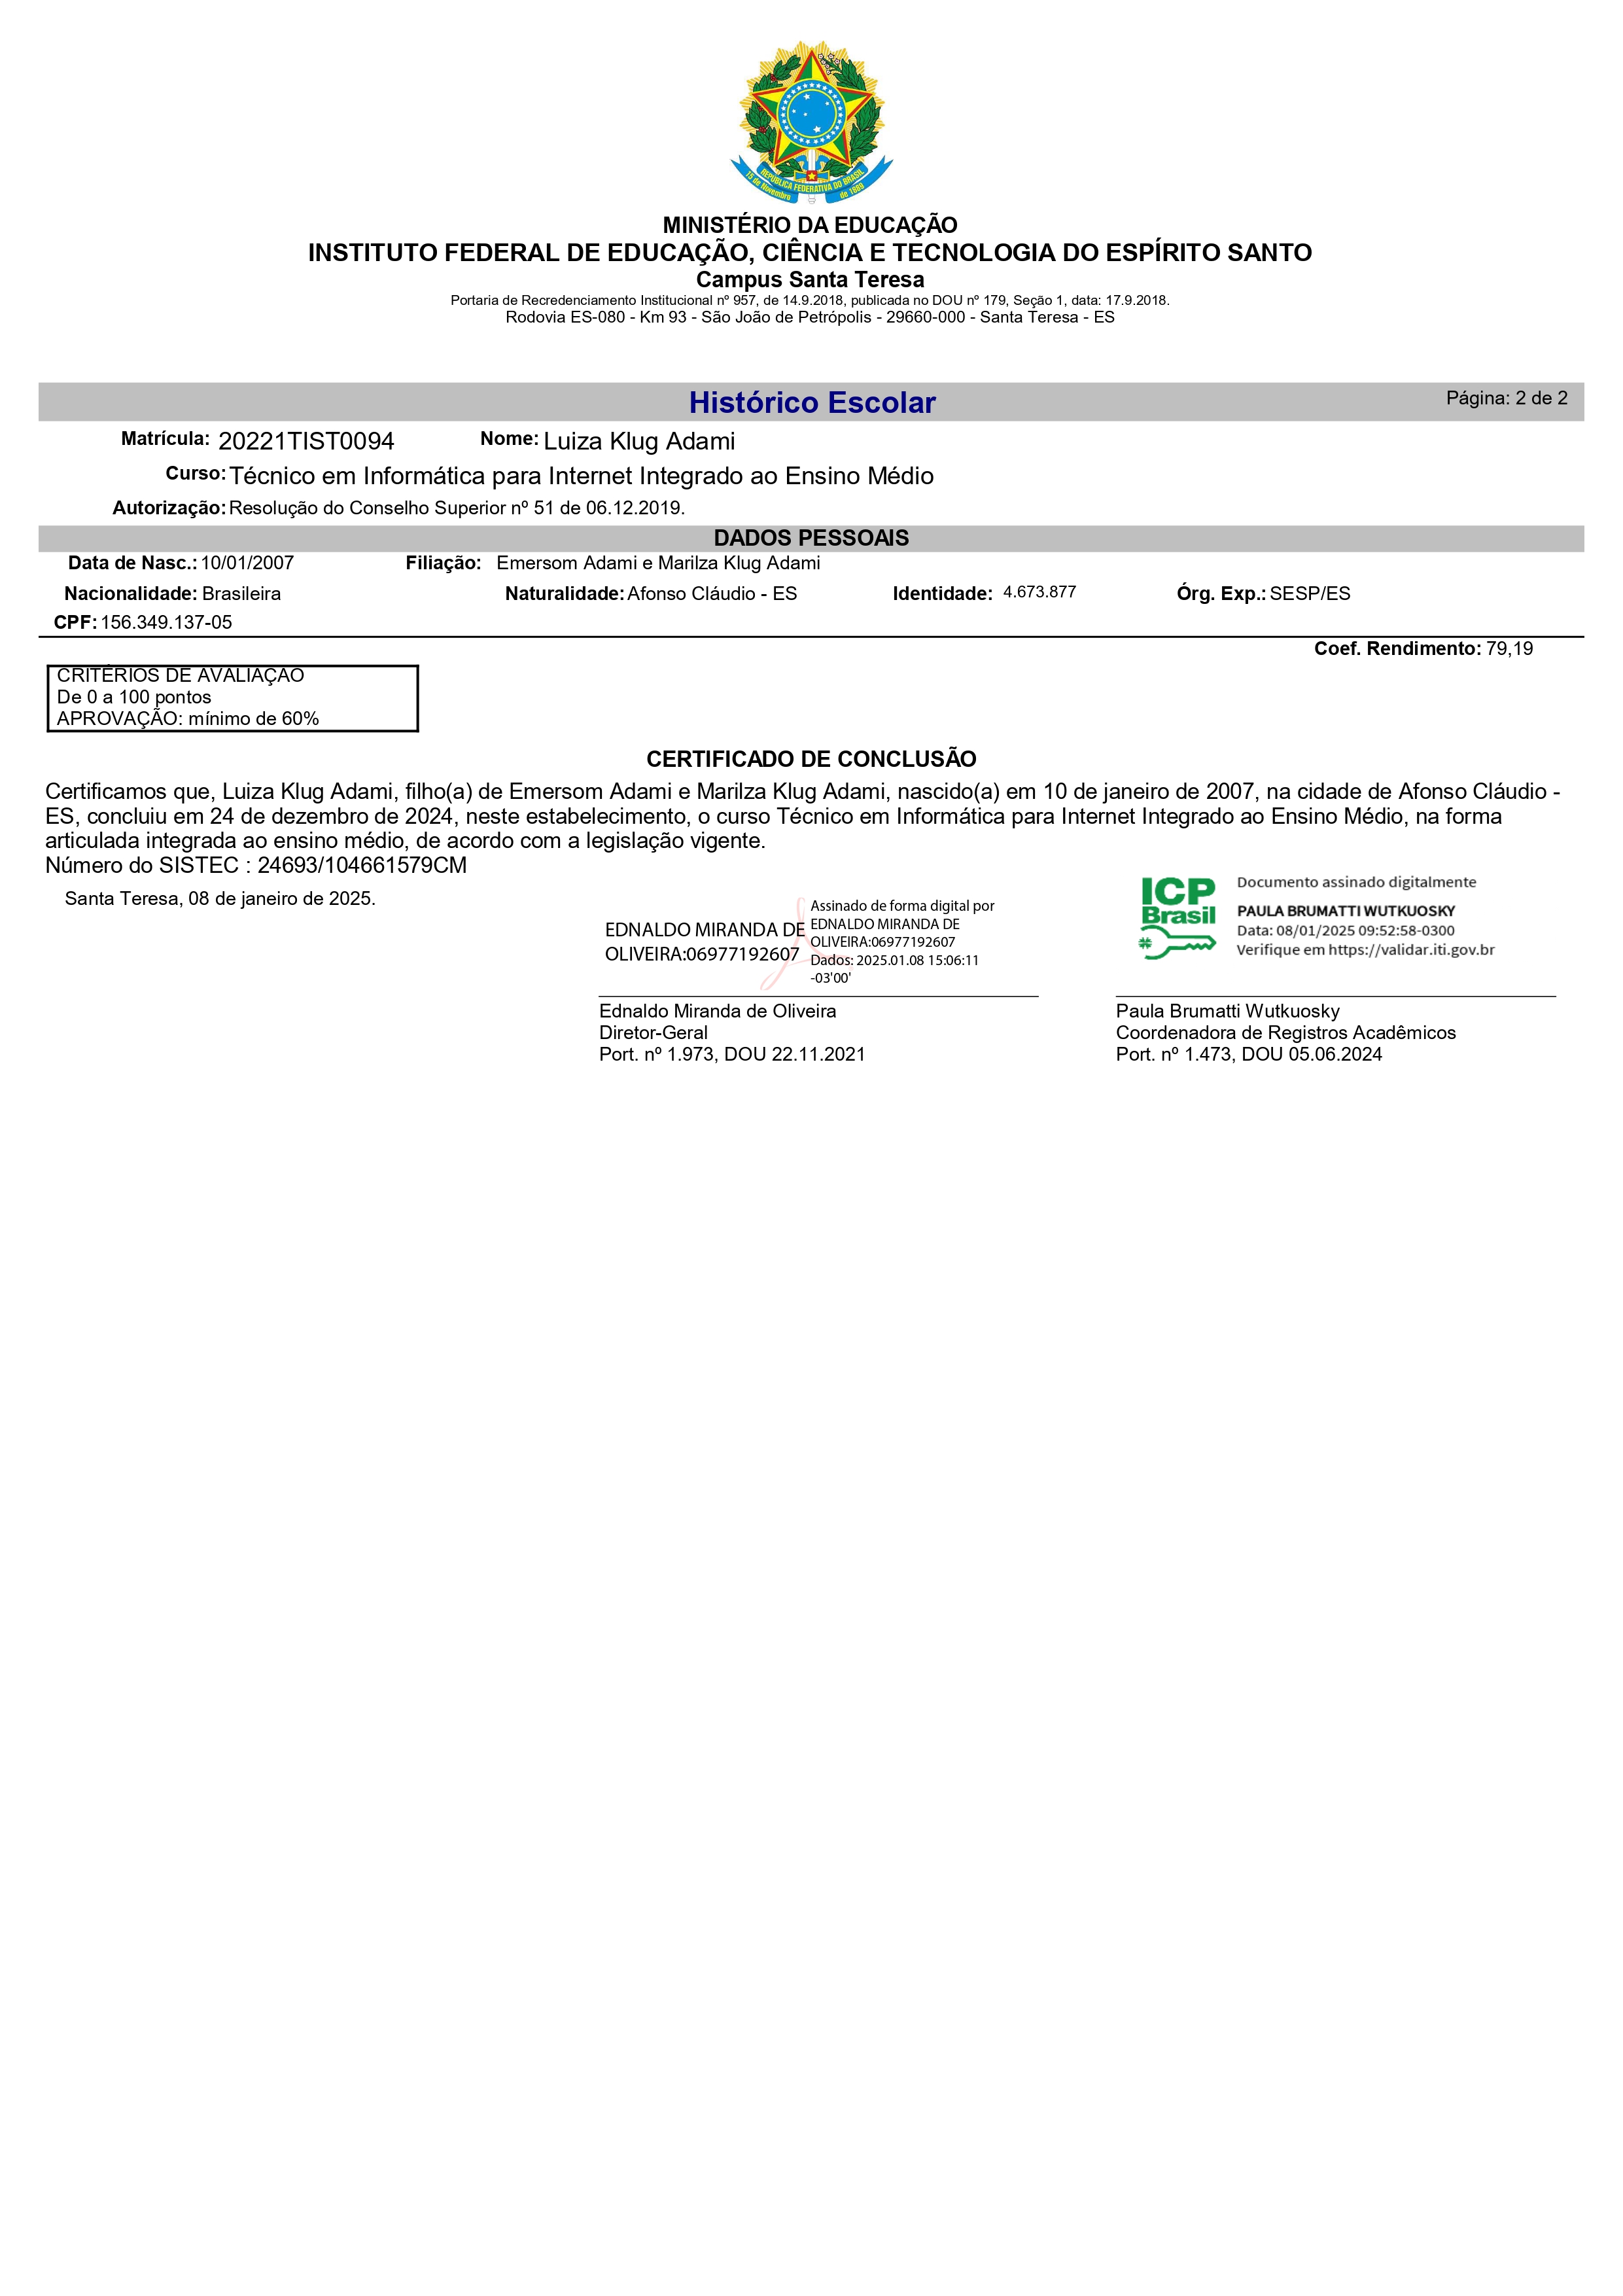 15 de Novembro
REPÚBLICA FEDERATIVA DO BRASIL
de 1889
MINISTÉRIO DA EDUCAÇÃO
INSTITUTO FEDERAL DE EDUCAÇÃO, CIÊNCIA E TECNOLOGIA DO ESPÍRITO SANTO
Campus Santa Teresa
Portaria de Recredenciamento Institucional nº 957, de 14.9.2018, publicada no DOU nº 179, Seção 1, data: 17.9.2018.
Rodovia ES-080 - Km 93 - São João de Petrópolis - 29660-000 - Santa Teresa - ES
Histórico Escolar Página: 2 de 2
Matrícula: 20221TIST0094 Nome: Luiza Klug Adami
Curso: Técnico em Informática para Internet Integrado ao Ensino Médio
Autorização: Resolução do Conselho Superior nº 51 de 06.12.2019.
DADOS PESSOAIS
Data de Nasc.: 10/01/2007 Filiação: Emersom Adami e Marilza Klug Adami
Nacionalidade: Brasileira Naturalidade: Afonso Cláudio - ES Identidade: 4.673.877 Órg. Exp.: SESP/ES
CPF: 156.349.137-05
Coef. Rendimento: 79,19
CRITÉRIOS DE AVALIAÇÃO
De 0 a 100 pontos
APROVAÇÃO: mínimo de 60%
CERTIFICADO DE CONCLUSÃO
Certificamos que, Luiza Klug Adami, filho(a) de Emersom Adami e Marilza Klug Adami, nascido(a) em 10 de janeiro de 2007, na cidade de Afonso Cláudio -
ES, concluiu em 24 de dezembro de 2024, neste estabelecimento, o curso Técnico em Informática para Internet Integrado ao Ensino Médio, na forma
articulada integrada ao ensino médio, de acordo com a legislação vigente.
Número do SISTEC : 24693/104661579CM
Santa Teresa, 08 de janeiro de 2025.
EDNALDO MIRANDA DE
OLIVEIRA:06977192607
Assinado de forma digital por
EDNALDO MIRANDA DE
OLIVEIRA:06977192607
Dados: 2025.01.08 15:06:11
-03'00'
Ednaldo Miranda de Oliveira
Diretor-Geral
Port. nº 1.973, DOU 22.11.2021
ICP
Brasil
Documento assinado digitalmente
PAULA BRUMATTI WUTKUOSKY
Data: 08/01/2025 09:52:58-0300
Verifique em https://validar.iti.gov.br
Paula Brumatti Wutkuosky
Coordenadora de Registros Acadêmicos
Port. nº 1.473, DOU 05.06.2024